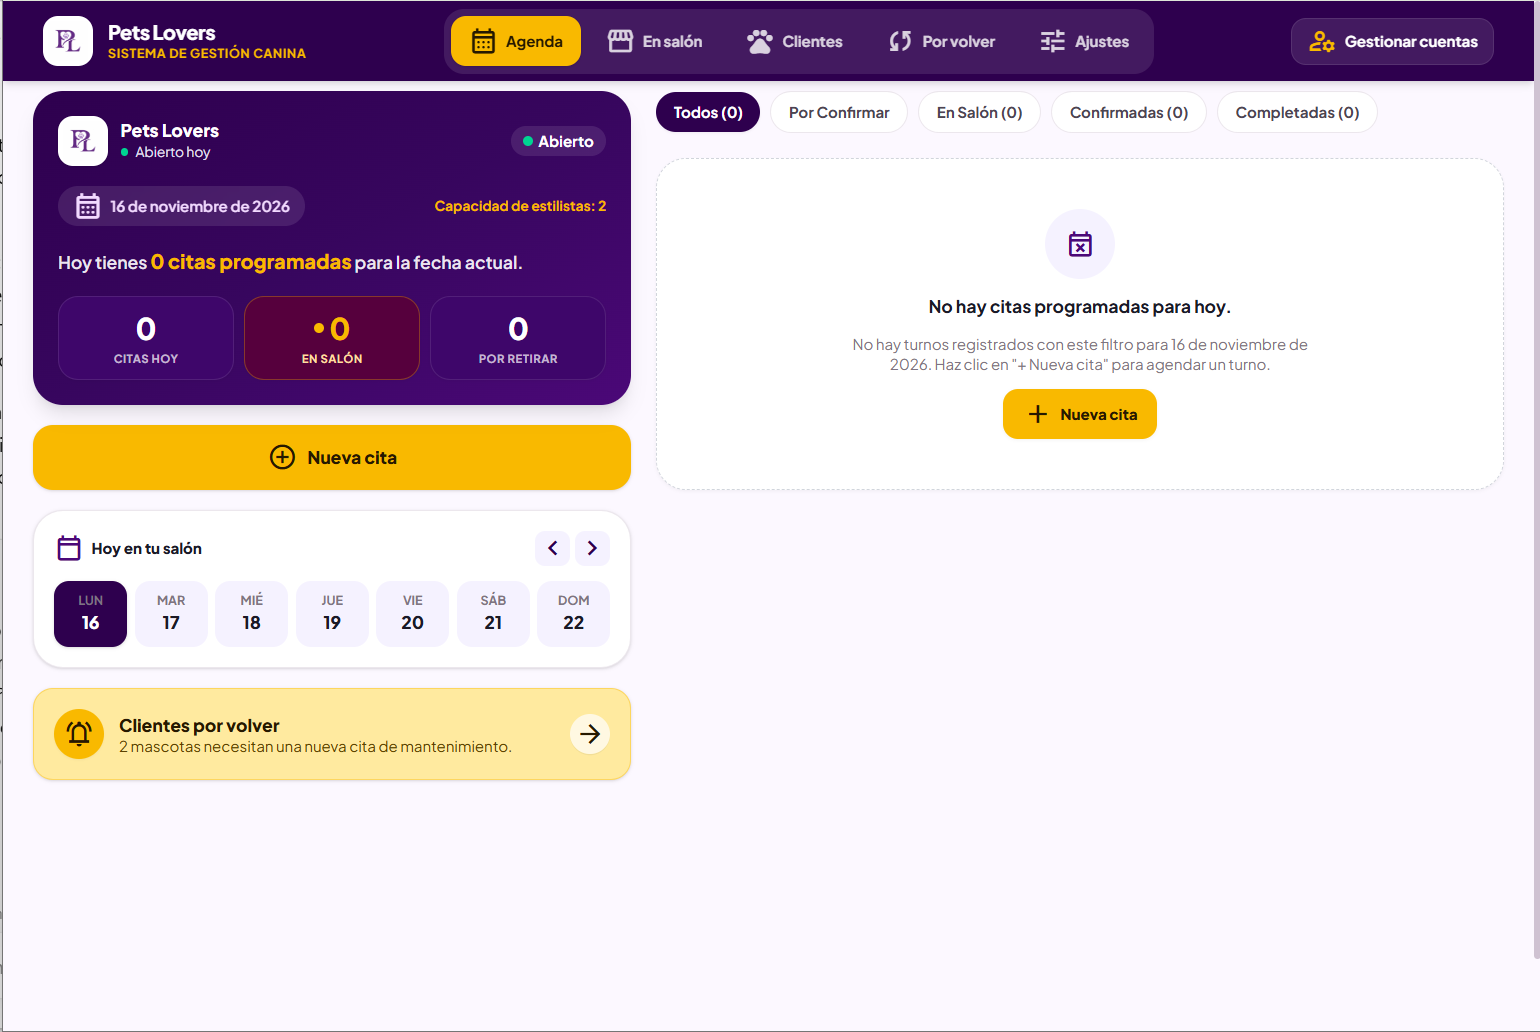 PL
Pets Lovers
SISTEMA DE GESTIÓN CANINA
Agenda
En salón
Clientes
Por volver
Ajustes
Gestionar cuentas
PL
Pets Lovers
Abierto hoy
Abierto
16 de noviembre de 2026
Capacidad de estilistas: 2
Hoy tienes 0 citas programadas para la fecha actual.
0
CITAS HOY
0
EN SALÓN
0
POR RETIRAR
Nueva cita
Hoy en tu salón
LUN
16
MAR
17
MIÉ
18
JUE
19
VIE
20
SÁB
21
DOM
22
Clientes por volver
2 mascotas necesitan una nueva cita de mantenimiento.
Todos (0)
Por Confirmar
En Salón (0)
Confirmadas (0)
Completadas (0)
No hay citas programadas para hoy.
No hay turnos registrados con este filtro para 16 de noviembre de
2026. Haz clic en "+ Nueva cita" para agendar un turno.
Nueva cita